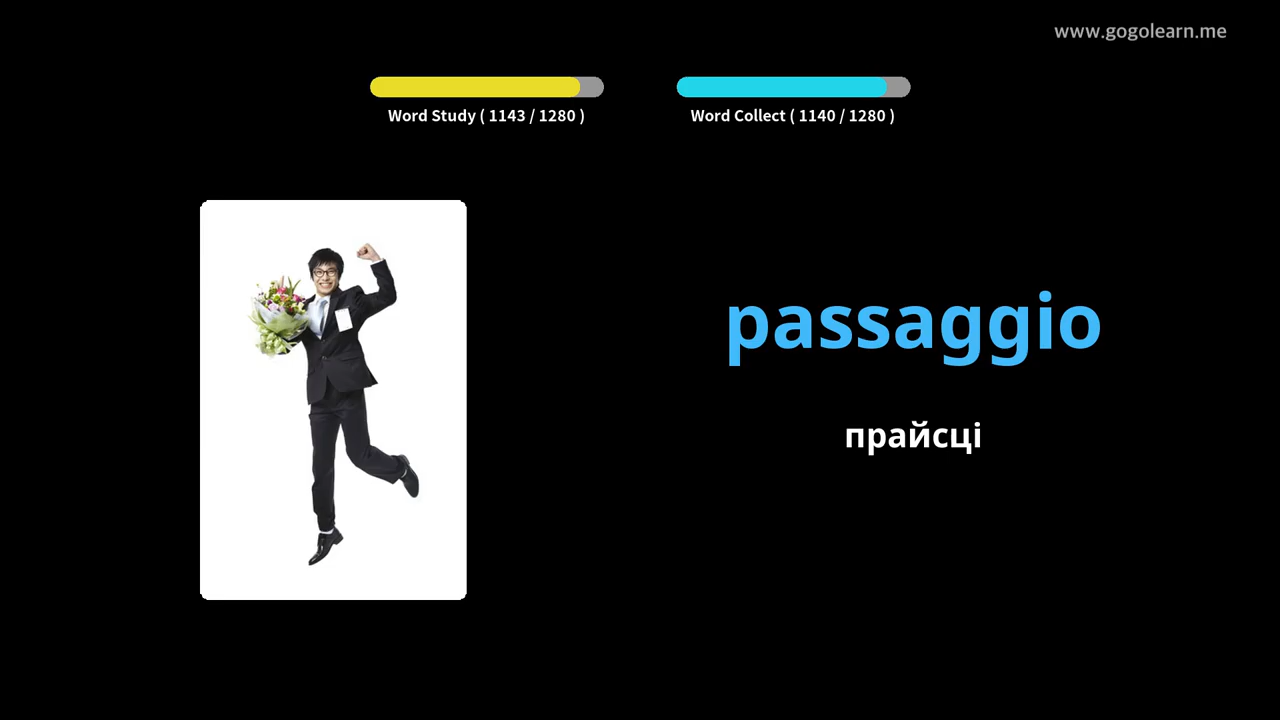 www.gogolearn.me
Word Study ( 1143 / 1280 )
Word Collect ( 1140 / 1280 )
passaggio
прайсці